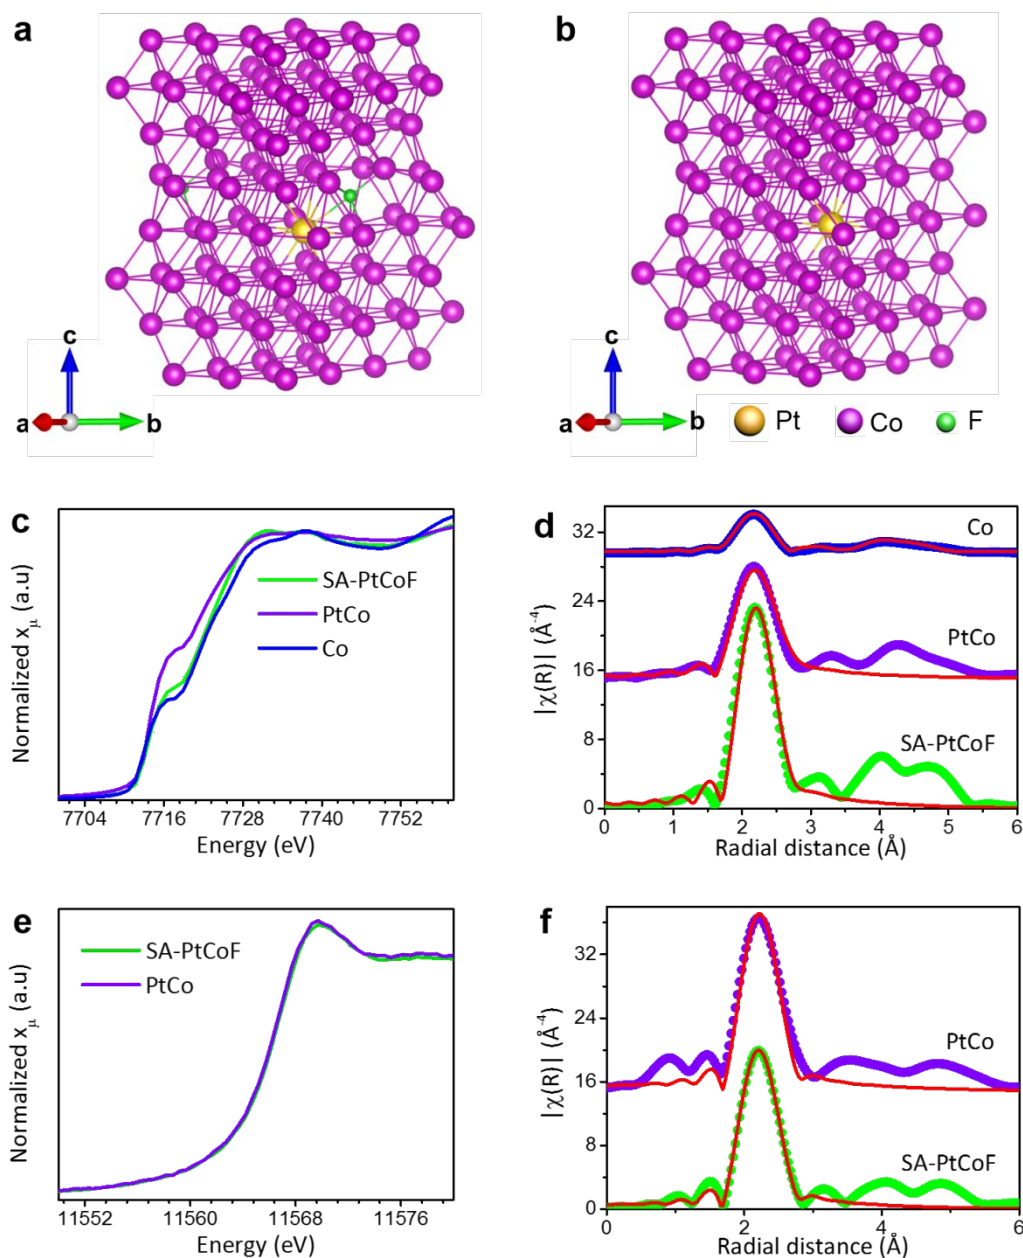 a
b
c
a
b
c
a
b
Pt
Co
F
c
Normalized xμ (a.u)
SA-PtCoF
PtCo
Co
7704 7716 7728 7740 7752
Energy (eV)
d
|χ(R)| (Å⁻⁴)
32
24
16
8
0
Co
PtCo
SA-PtCoF
0 1 2 3 4 5 6
Radial distance (Å)
e
Normalized xμ (a.u)
SA-PtCoF
PtCo
11552 11560 11568 11576
Energy (eV)
f
|χ(R)| (Å⁻⁴)
32
24
16
8
0
PtCo
SA-PtCoF
0 2 4 6
Radial distance (Å)